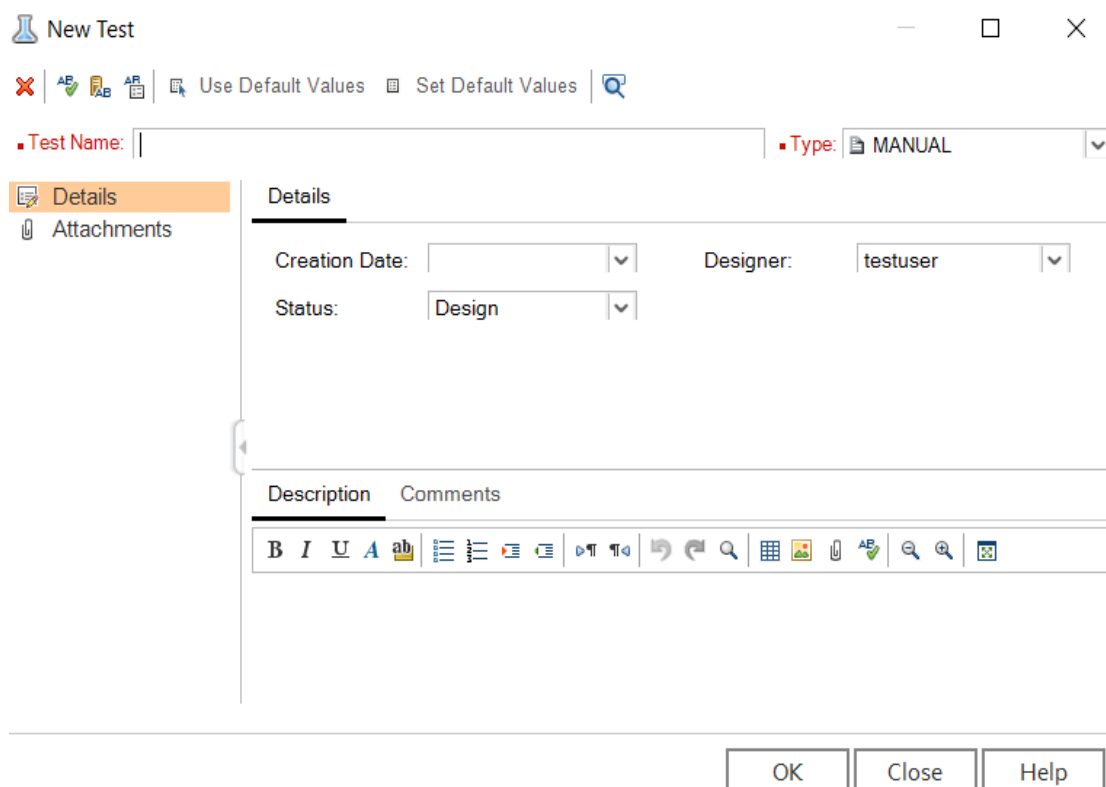 New Test
Use Default Values Set Default Values
Test Name: Type: MANUAL
Details Details
Attachments
Creation Date: Designer: testuser
Status: Design
Description Comments
B I U A ab
OK Close Help